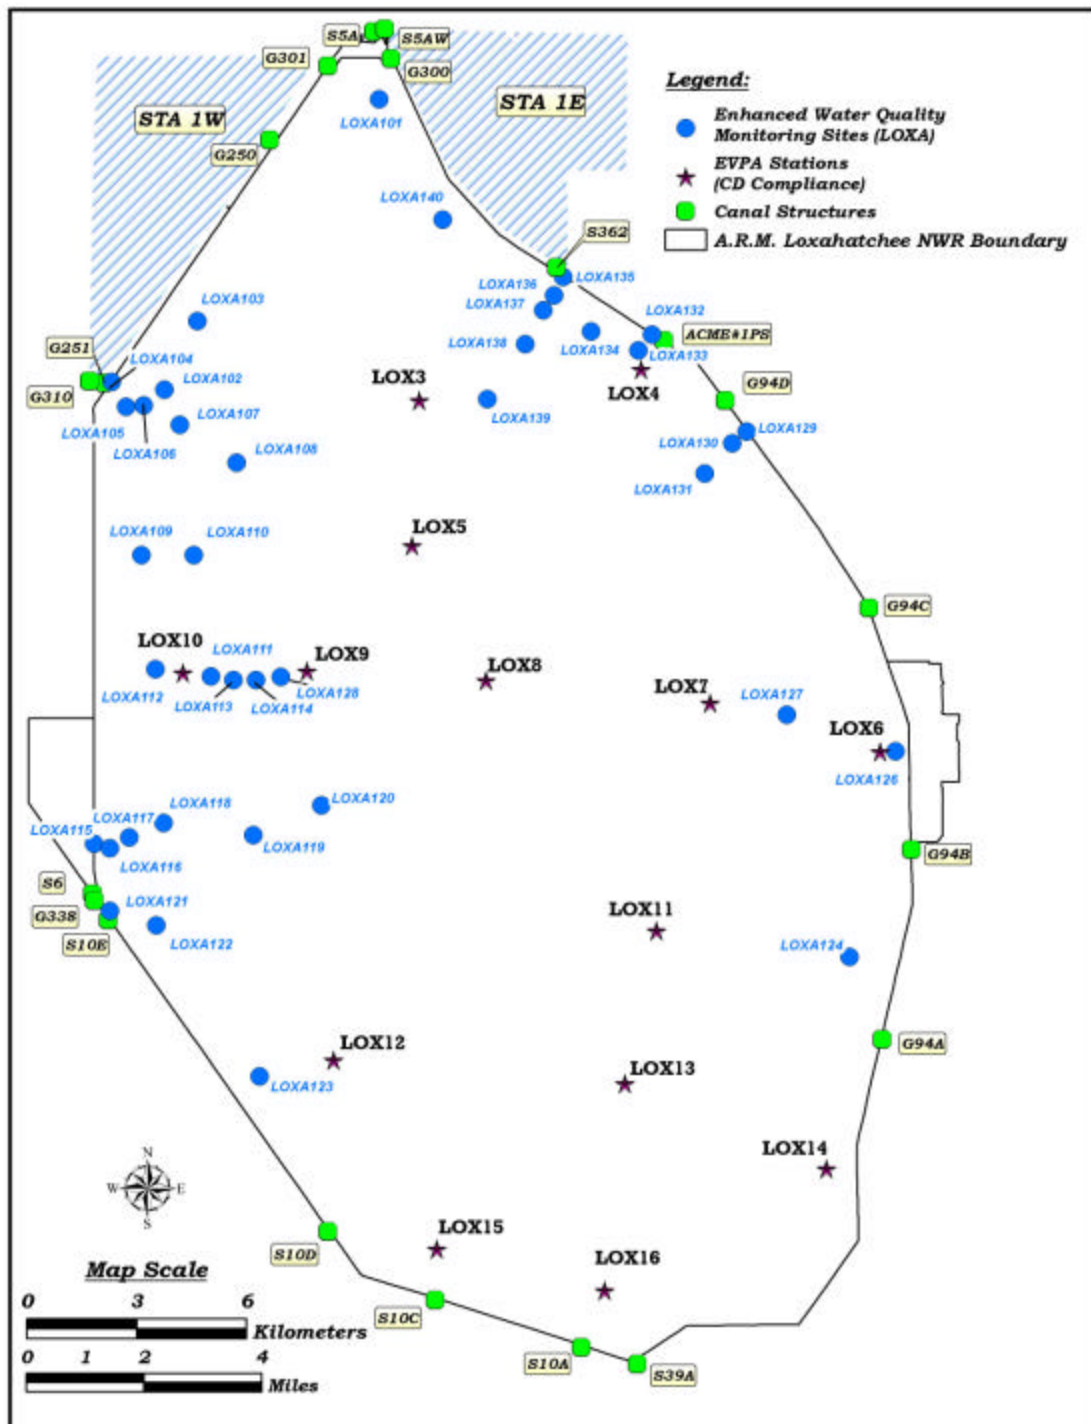 S5A
S5AW
G301
G300
Legend:
STA 1W
STA 1E
LOXA101
Enhanced Water Quality
Monitoring Sites (LOXA)
G250
EVPA Stations
(CD Compliance)
LOXA140
Canal Structures
S362
A.R.M. Loxahatchee NWR Boundary
LOXA136
LOXA135
LOXA103
LOXA137
LOXA132
G251
LOXA104
LOXA138
LOXA134
LOXA133
ACME#1PS
LOXA102
LOX3
LOX4
G94D
G310
LOXA105
LOXA107
LOXA139
LOXA106
LOXA129
LOXA130
LOXA108
LOXA131
LOXA109
LOXA110
LOX5
G94C
LOX10
LOXA111
LOX9
LOX8
LOX7
LOXA112
LOXA113
LOXA114
LOXA128
LOXA127
LOX6
LOXA126
LOXA118
LOXA120
LOXA117
LOXA115
LOXA119
LOXA116
G94B
S6
LOXA121
G338
S10E
LOXA122
LOX11
LOXA124
LOX12
G94A
LOXA123
LOX13
N
W
E
S
LOX14
LOX15
S10D
LOX16
Map Scale
0 3 6
Kilometers
S10C
0 1 2 4
Miles
S10A
S39A